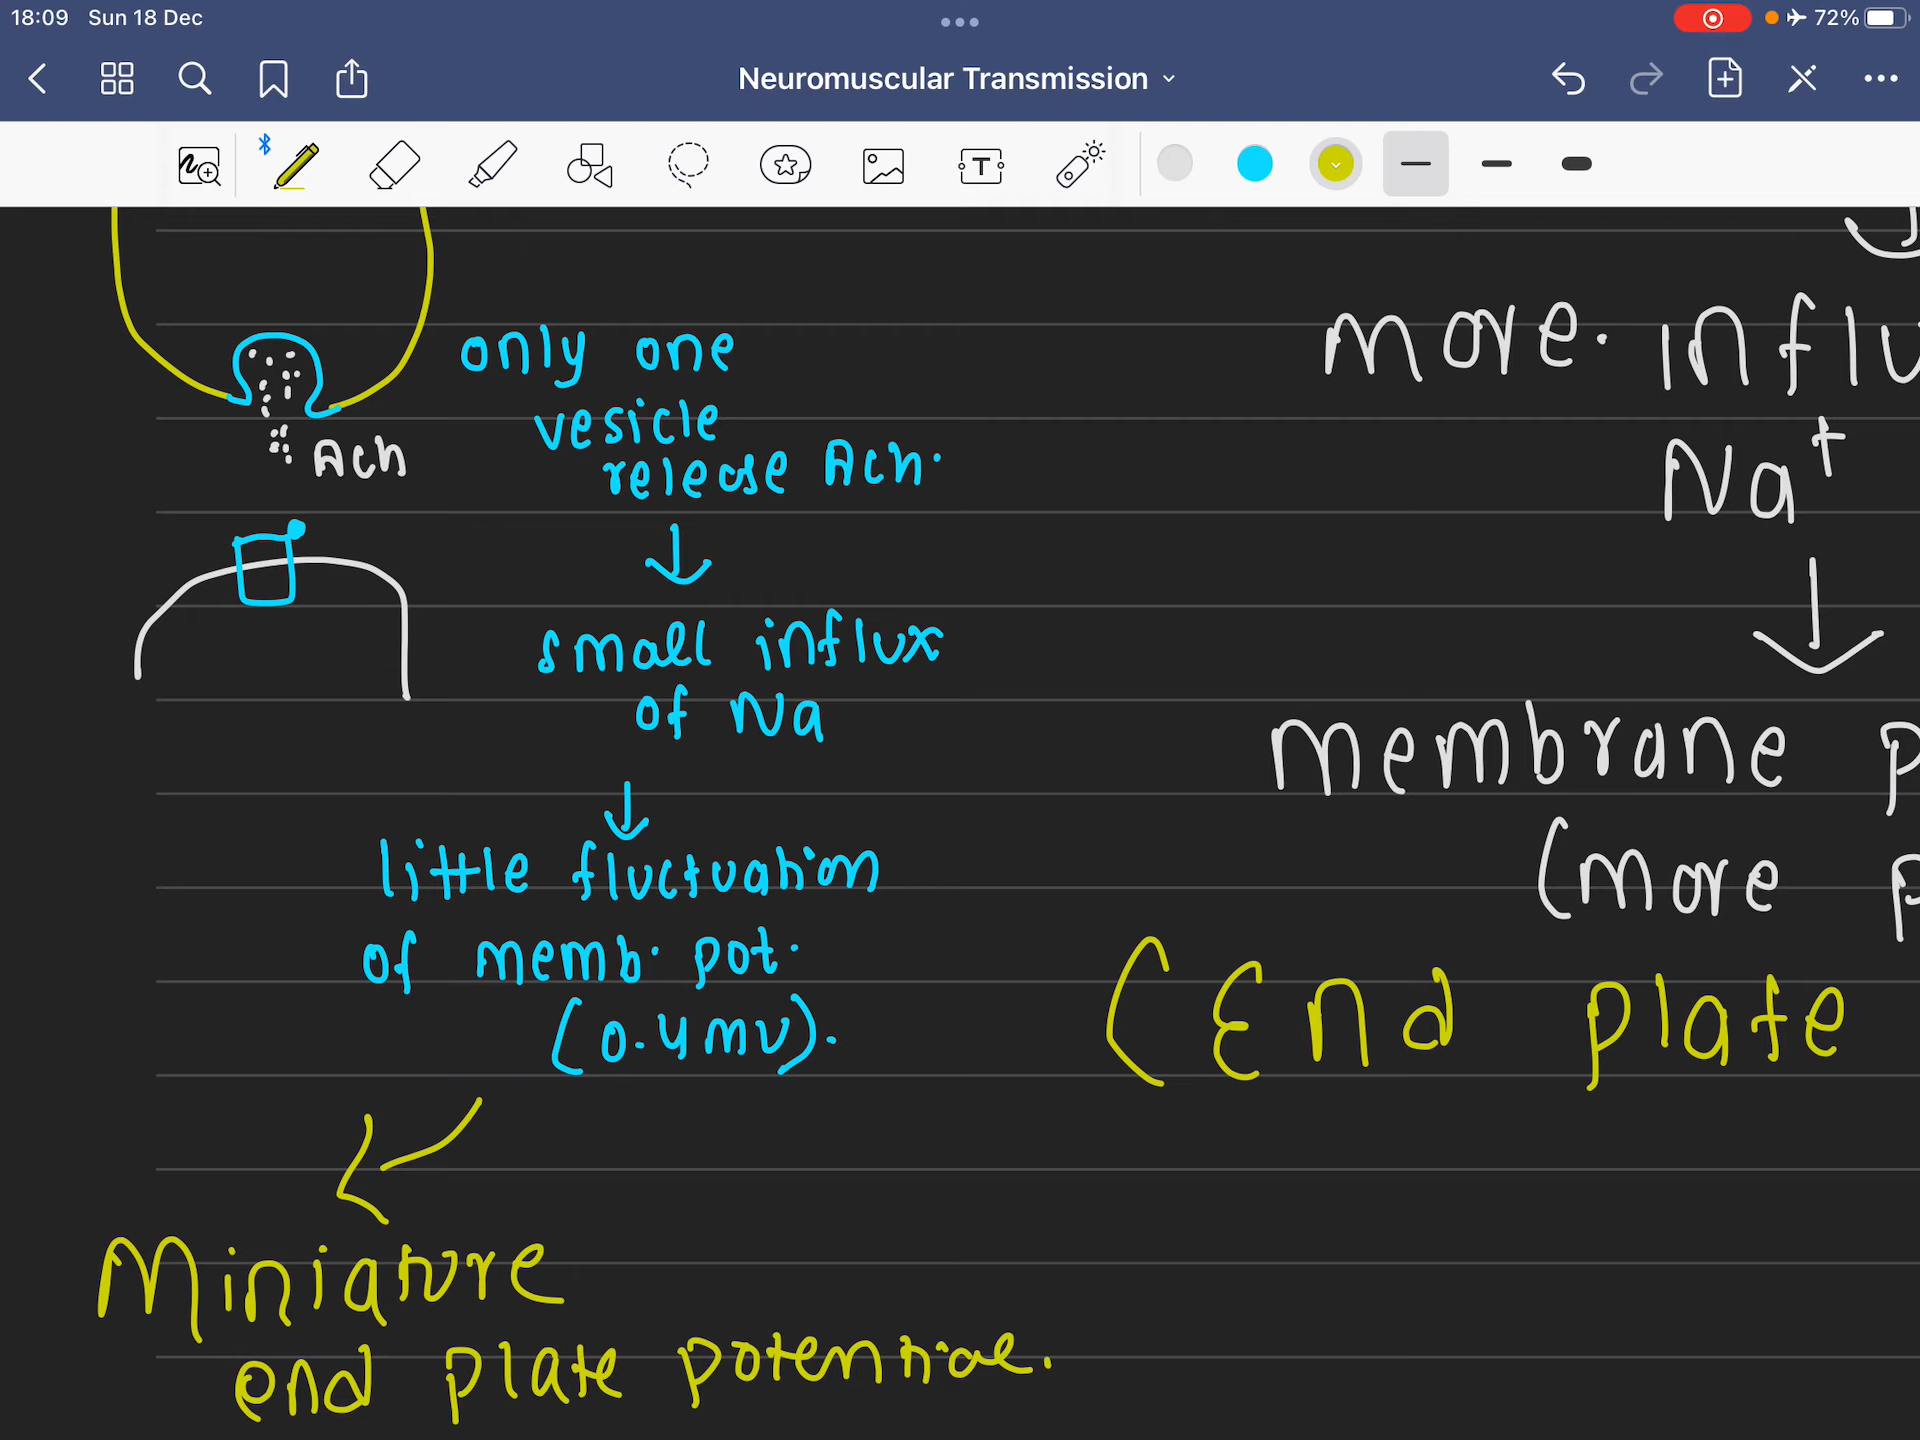 18:09 Sun 18 Dec
72%
Neuromuscular Transmission
T
only one
vesicle
release Ach.
Ach
small influx
of Na
little fluctuation
of memb. pot.
(0.4mv).
Miniature
end plate potential.
more. influ
Na+
membrane p
(more p
(End plate